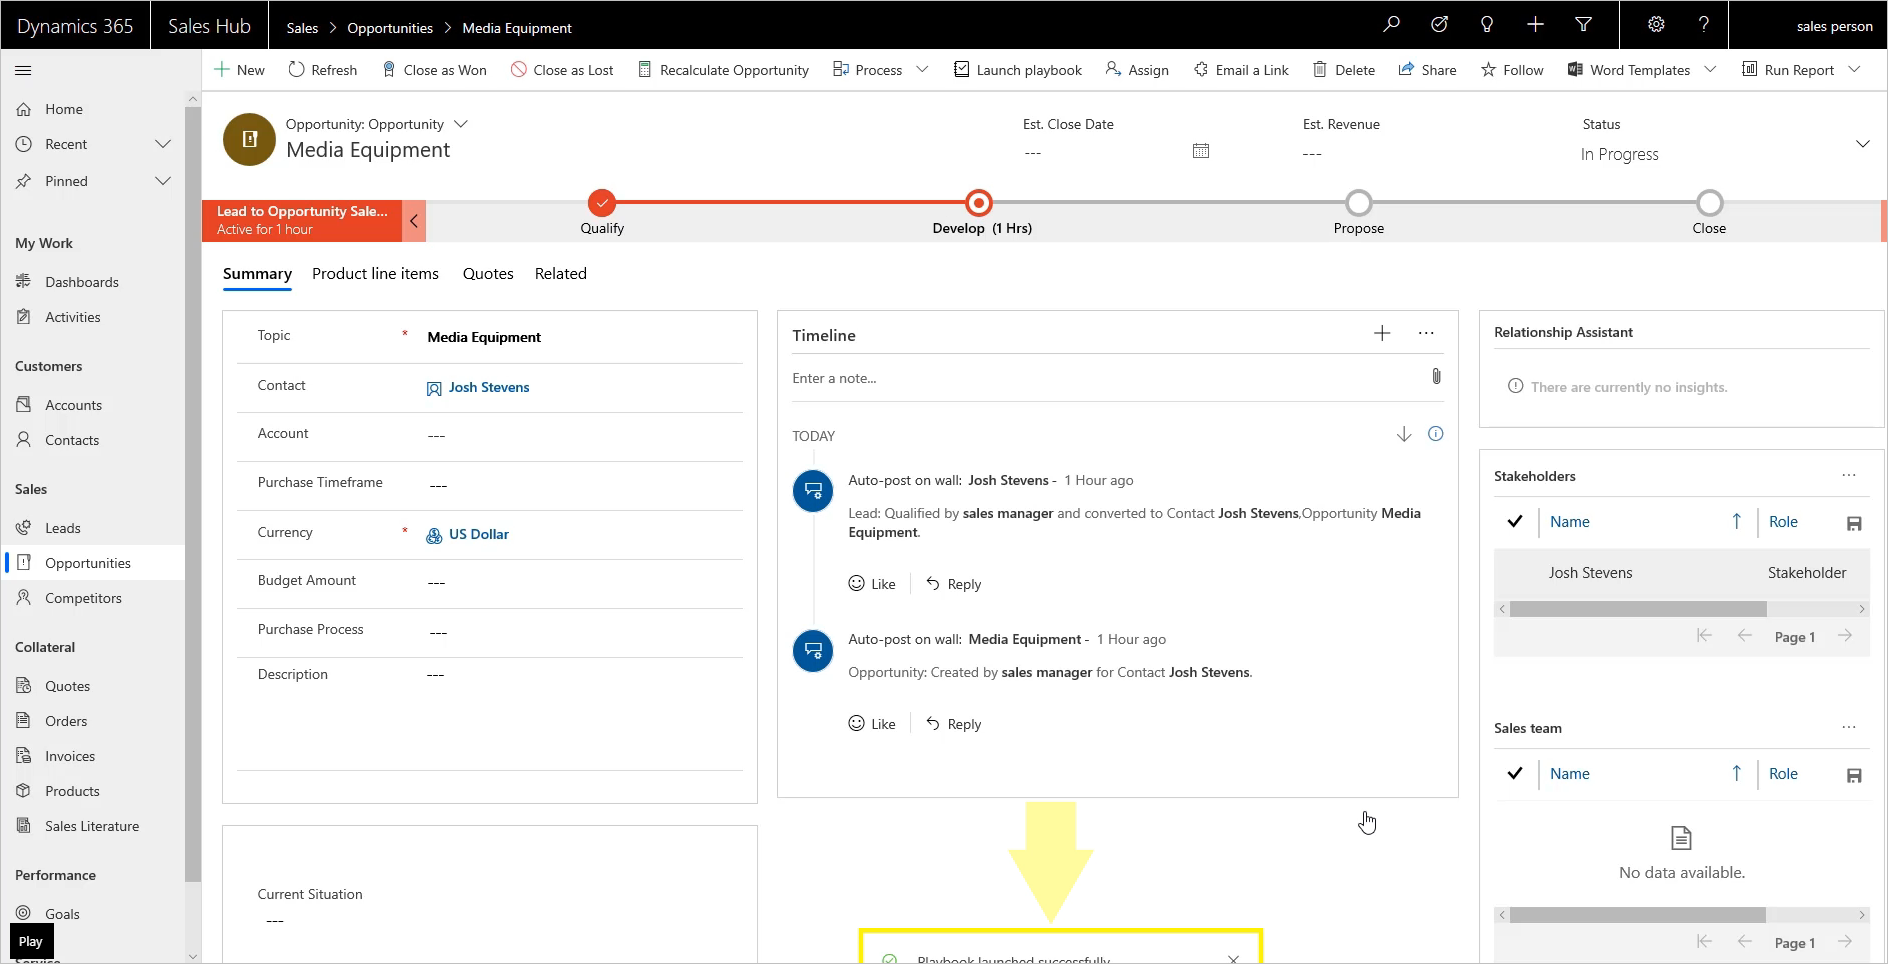 Dynamics 365
Sales Hub
Sales > Opportunities > Media Equipment
sales person
New
Refresh
Close as Won
Close as Lost
Recalculate Opportunity
Process
Launch playbook
Assign
Email a Link
Delete
Share
Follow
Word Templates
Run Report
Home
Recent
Pinned
My Work
Dashboards
Activities
Customers
Accounts
Contacts
Sales
Leads
Opportunities
Competitors
Collateral
Quotes
Orders
Invoices
Products
Sales Literature
Performance
Goals
Play
Service
Opportunity: Opportunity
Media Equipment
Est. Close Date
---
Est. Revenue
---
Status
In Progress
Lead to Opportunity Sale...
Active for 1 hour
Qualify
Develop (1 Hrs)
Propose
Close
Summary
Product line items
Quotes
Related
Topic * Media Equipment
Contact Josh Stevens
Account ---
Purchase Timeframe ---
Currency * US Dollar
Budget Amount ---
Purchase Process ---
Description ---
Current Situation
---
Timeline
Enter a note...
TODAY
Auto-post on wall: Josh Stevens - 1 Hour ago
Lead: Qualified by sales manager and converted to Contact Josh Stevens,Opportunity Media
Equipment.
Like Reply
Auto-post on wall: Media Equipment - 1 Hour ago
Opportunity: Created by sales manager for Contact Josh Stevens.
Like Reply
Playbook launched successfully
Relationship Assistant
There are currently no insights.
Stakeholders
Name Role
Josh Stevens Stakeholder
Page 1
Sales team
Name Role
No data available.
Page 1